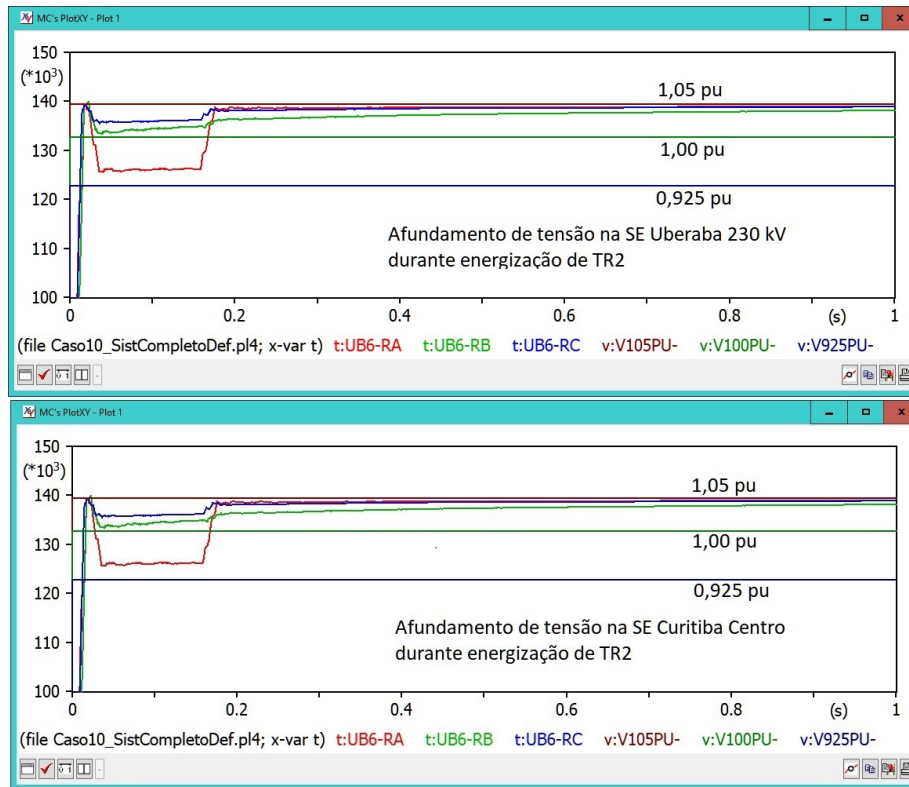 MC's PlotXY - Plot 1
150
(*10³)
140
1,05 pu
130
1,00 pu
120
0,925 pu
110
Afundamento de tensão na SE Uberaba 230 kV
durante energização de TR2
100
0 0.2 0.4 0.6 0.8 (s) 1
(file Caso10_SistCompletoDef.pl4; x-var t) t:UB6-RA t:UB6-RB t:UB6-RC v:V105PU- v:V100PU- v:V925PU-
MC's PlotXY - Plot 1
150
(*10³)
140
1,05 pu
130
1,00 pu
120
0,925 pu
110
Afundamento de tensão na SE Curitiba Centro
durante energização de TR2
100
0 0.2 0.4 0.6 0.8 (s) 1
(file Caso10_SistCompletoDef.pl4; x-var t) t:UB6-RA t:UB6-RB t:UB6-RC v:V105PU- v:V100PU- v:V925PU-